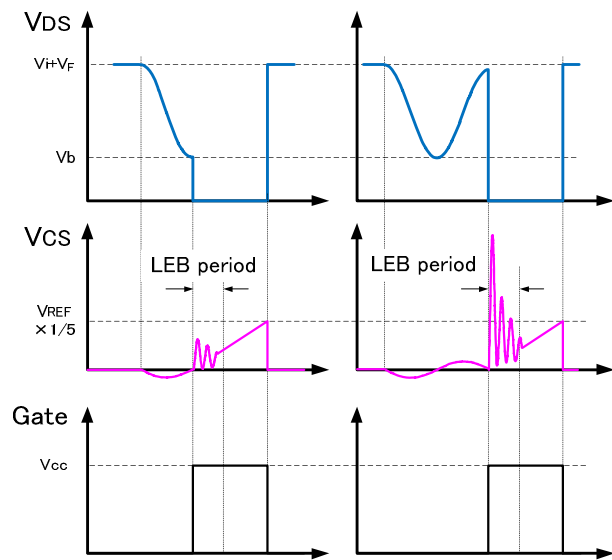 VDS
Vi+VF
Vb
VCS
LEB period
LEB period
VREF
×1/5
Gate
Vcc